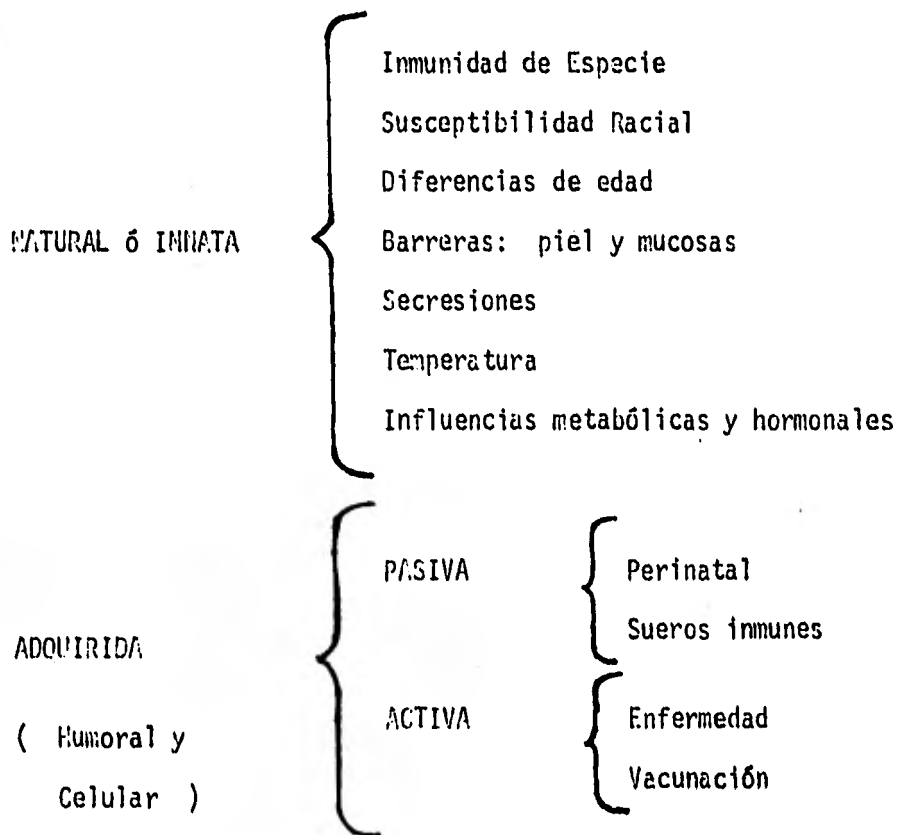 NATURAL ó INNATA
Inmunidad de Especie
Susceptibilidad Racial
Diferencias de edad
Barreras: piel y mucosas
Secresiones
Temperatura
Influencias metabólicas y hormonales
ADQUIRIDA
( Humoral y
Celular )
PASIVA
Perinatal
Sueros inmunes
ACTIVA
Enfermedad
Vacunación